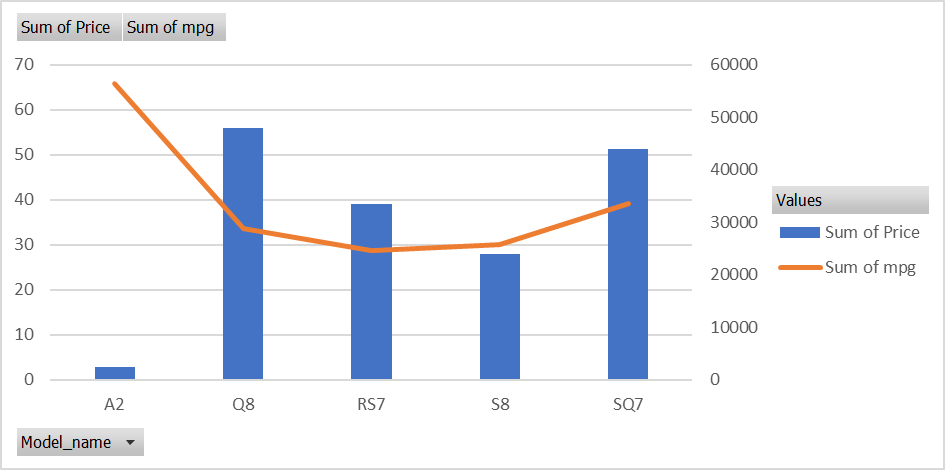 Sum of Price Sum of mpg
70 60000
60 50000
50 40000
40 30000
30 20000
20 10000
10 0
0
A2 Q8 RS7 S8 SQ7
Values
Sum of Price
Sum of mpg
Model_name